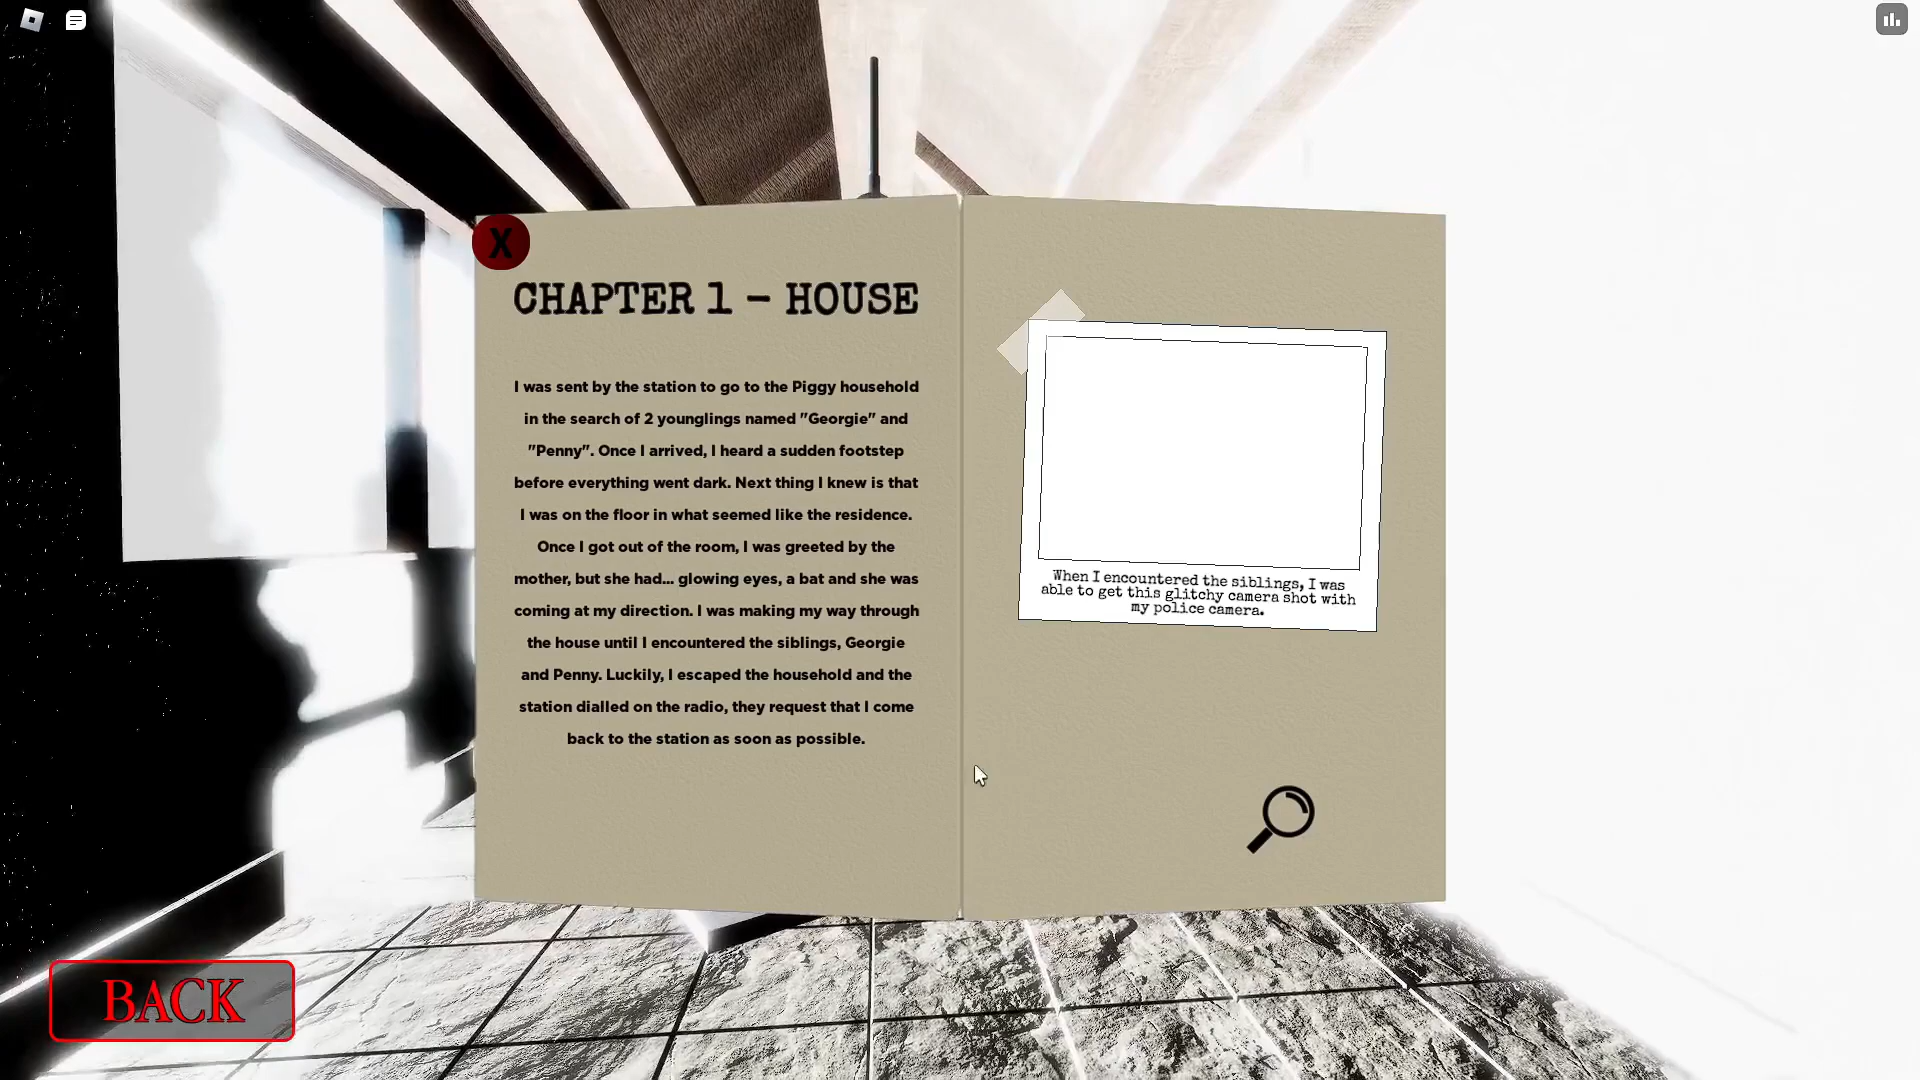 X
CHAPTER 1 - HOUSE
I was sent by the station to go to the Piggy household
in the search of 2 younglings named "Georgie" and
"Penny". Once I arrived, I heard a sudden footstep
before everything went dark. Next thing I knew is that
I was on the floor in what seemed like the residence.
Once I got out of the room, I was greeted by the
mother, but she had... glowing eyes, a bat and she was
coming at my direction. I was making my way through
the house until I encountered the siblings, Georgie
and Penny. Luckily, I escaped the household and the
station dialled on the radio, they request that I come
back to the station as soon as possible.
When I encountered the siblings, I was
able to get this glitchy camera shot with
my police camera.
BACK